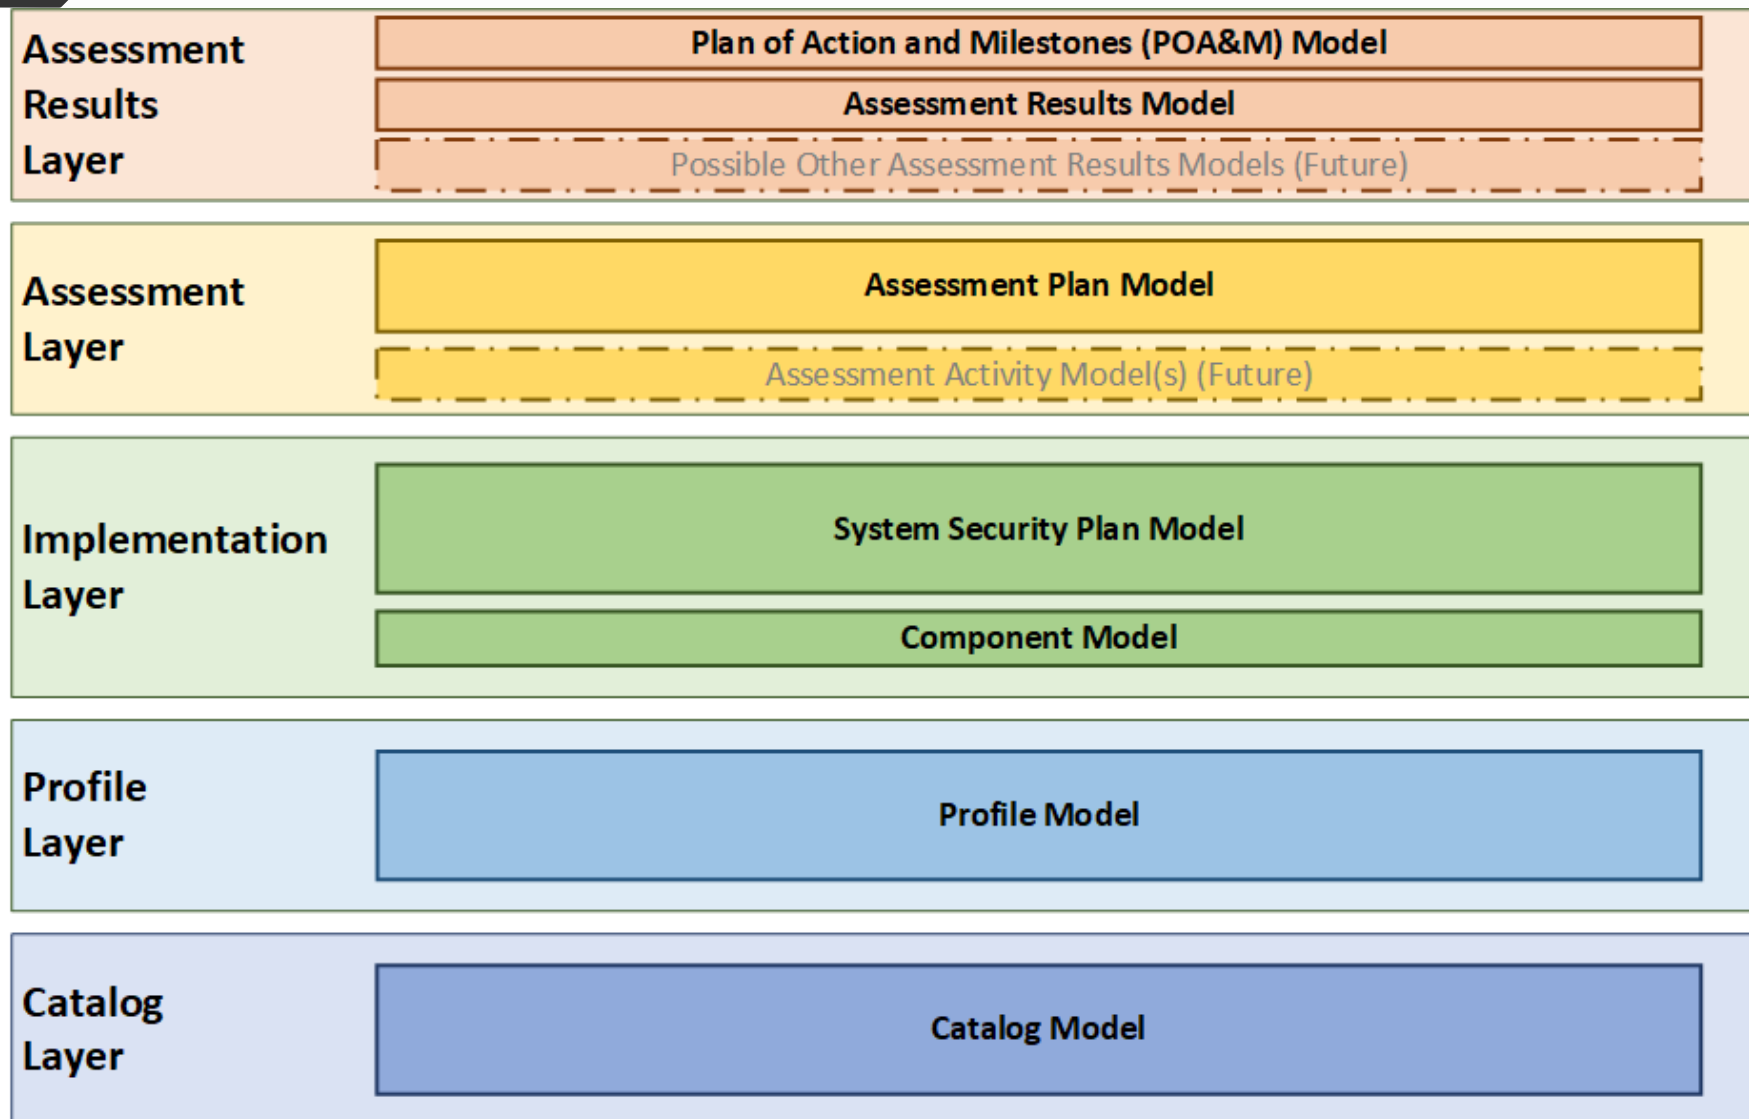 Assessment
Results
Layer
Plan of Action and Milestones (POA&M) Model
Assessment Results Model
Possible Other Assessment Results Models (Future)
Assessment
Layer
Assessment Plan Model
Assessment Activity Model(s) (Future)
Implementation
Layer
System Security Plan Model
Component Model
Profile
Layer
Profile Model
Catalog
Layer
Catalog Model